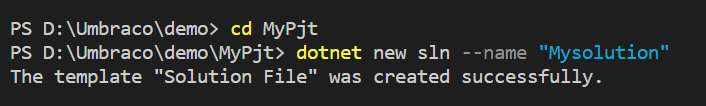 PS D:\Umbraco\demo> cd MyPjt
PS D:\Umbraco\demo\MyPjt> dotnet new sln --name "Mysolution"
The template "Solution File" was created successfully.